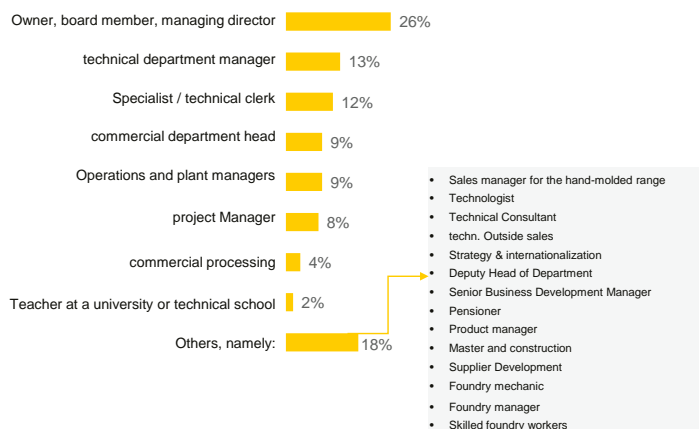 Owner, board member, managing director 26%
technical department manager 13%
Specialist / technical clerk 12%
commercial department head 9%
Operations and plant managers 9%
project Manager 8%
commercial processing 4%
Teacher at a university or technical school 2%
Others, namely: 18%
• Sales manager for the hand-molded range
• Technologist
• Technical Consultant
• techn. Outside sales
• Strategy & internationalization
• Deputy Head of Department
• Senior Business Development Manager
• Pensioner
• Product manager
• Master and construction
• Supplier Development
• Foundry mechanic
• Foundry manager
• Skilled foundry workers